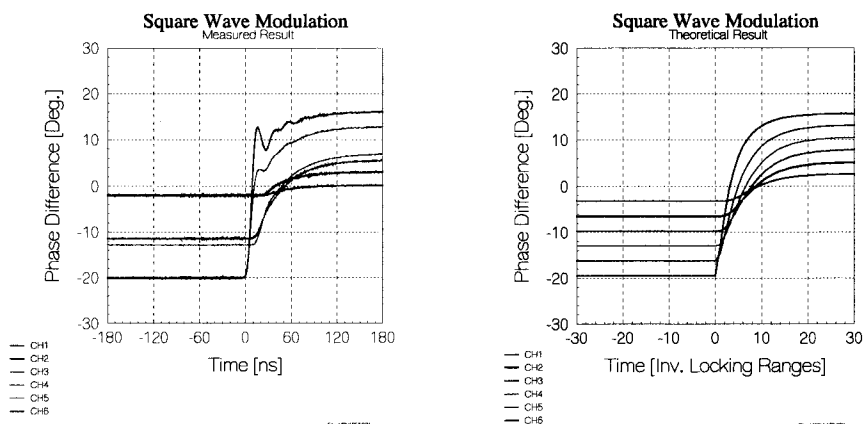 Square Wave Modulation
Measured Result
30
20
10
0
-10
-20
-30
Phase Difference [Deg.]
-180 -120 -60 0 60 120 180
Time [ns]
CH1
CH2
CH3
CH4
CH5
CH6
Square Wave Modulation
Theoretical Result
30
20
10
0
-10
-20
-30
Phase Difference [Deg.]
-30 -20 -10 0 10 20 30
Time [Inv. Locking Ranges]
CH1
CH2
CH3
CH4
CH5
CH6